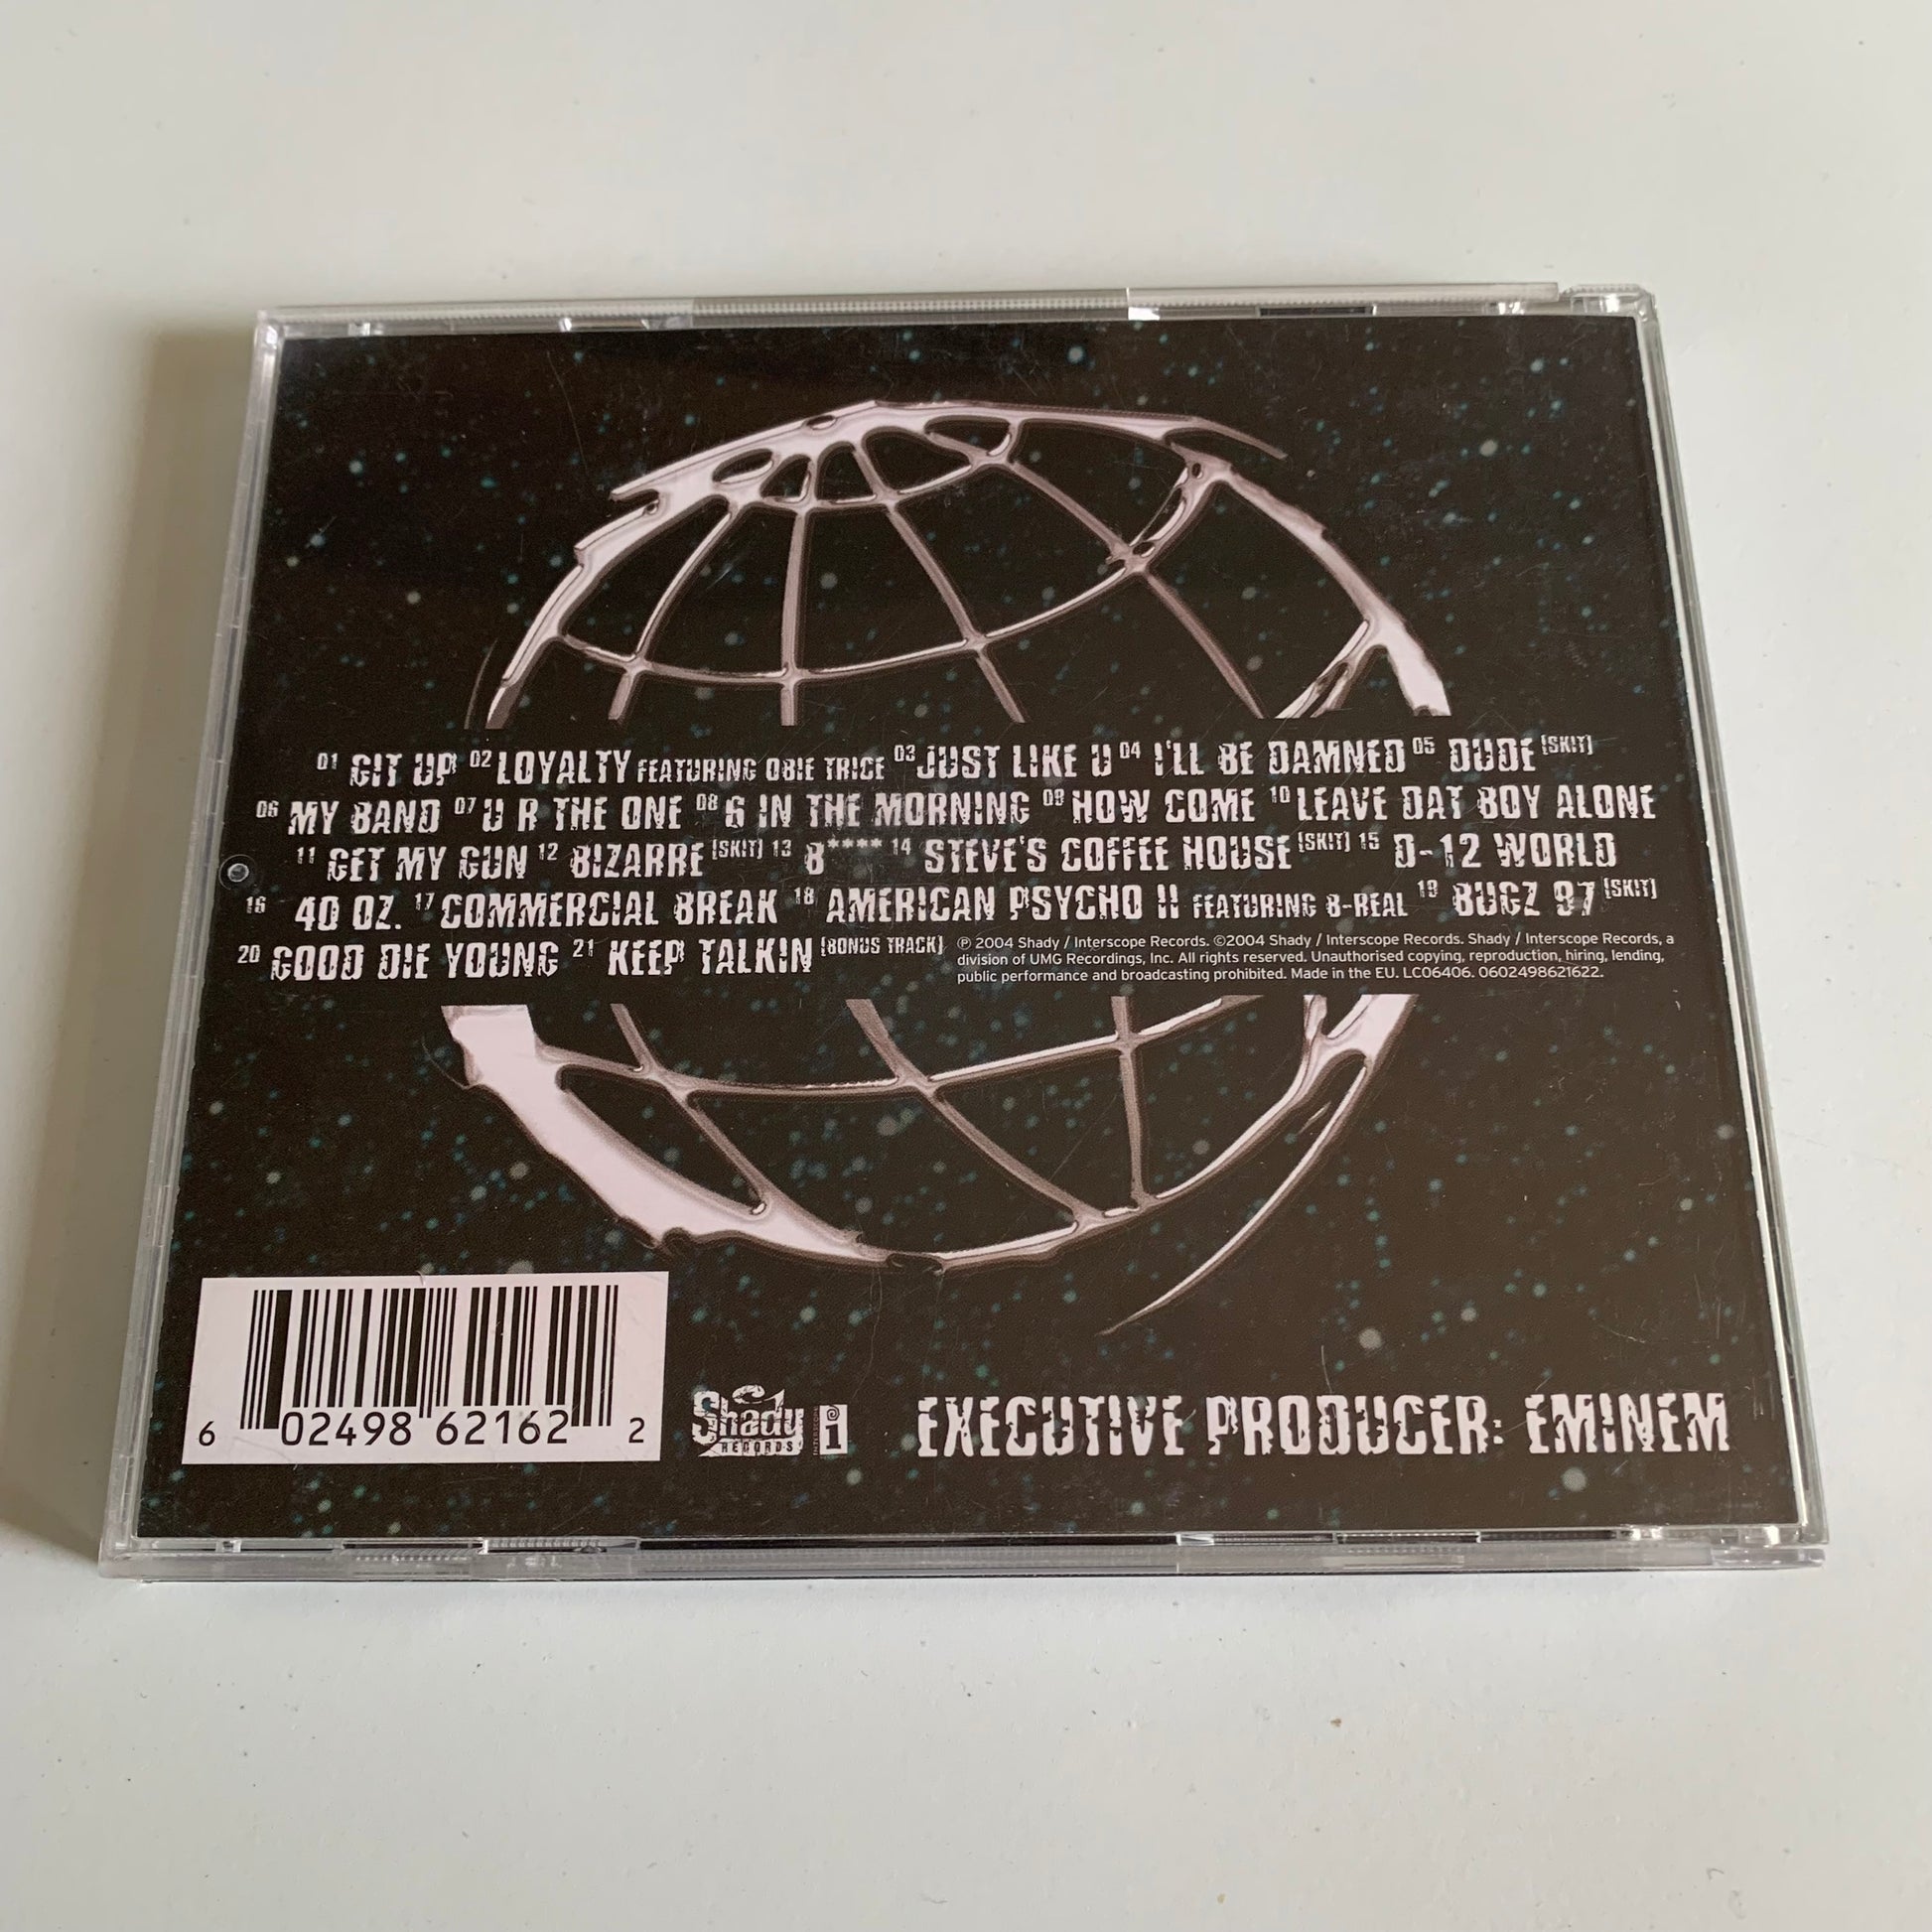 01 GIT UP 02 LOYALTY FEATURING OBIE TRICE 03 JUST LIKE U 04 I'LL BE DAMNED 05 DUDE [SKIT]
06 MY BAND 07 U R THE ONE 08 6 IN THE MORNING 09 HOW COME 10 LEAVE DAT BOY ALONE
11 GET MY GUN 12 BIZARRE [SKIT] 13 B**** 14 STEVE'S COFFEE HOUSE [SKIT] 15 D-12 WORLD
16 40 OZ. 17 COMMERCIAL BREAK 18 AMERICAN PSYCHO II FEATURING B-REAL 19 BUGZ 97 [SKIT]
20 GOOD DIE YOUNG 21 KEEP TALKIN [BONUS TRACK]
℗ 2004 Shady / Interscope Records. ©2004 Shady / Interscope Records. Shady / Interscope Records, a
division of UMG Recordings, Inc. All rights reserved. Unauthorised copying, reproduction, hiring, lending,
public performance and broadcasting prohibited. Made in the EU. LC06406. 0602498621622.
6 02498 62162 2
Shady
RECORDS
INTERSCOPE
i
EXECUTIVE PRODUCER: EMINEM